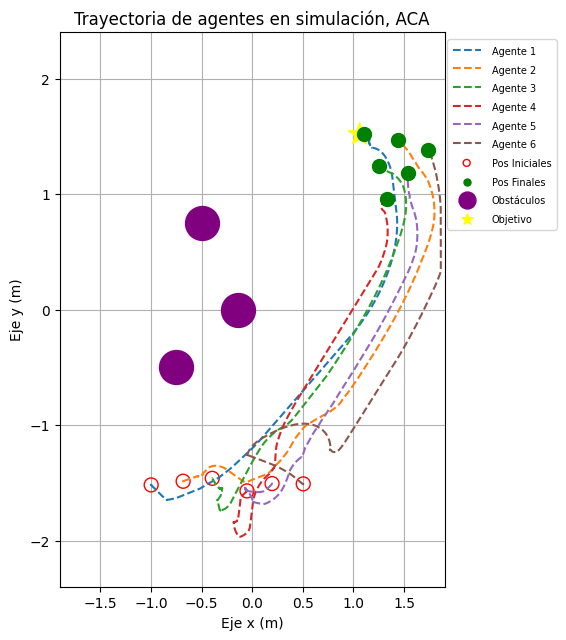 Trayectoria de agentes en simulación, ACA
Agente 1
Agente 2
Agente 3
Agente 4
Agente 5
Agente 6
Pos Iniciales
Pos Finales
Obstáculos
Objetivo
Eje y (m)
2
1
0
−1
−2
−1.5 −1.0 −0.5 0.0 0.5 1.0 1.5
Eje x (m)